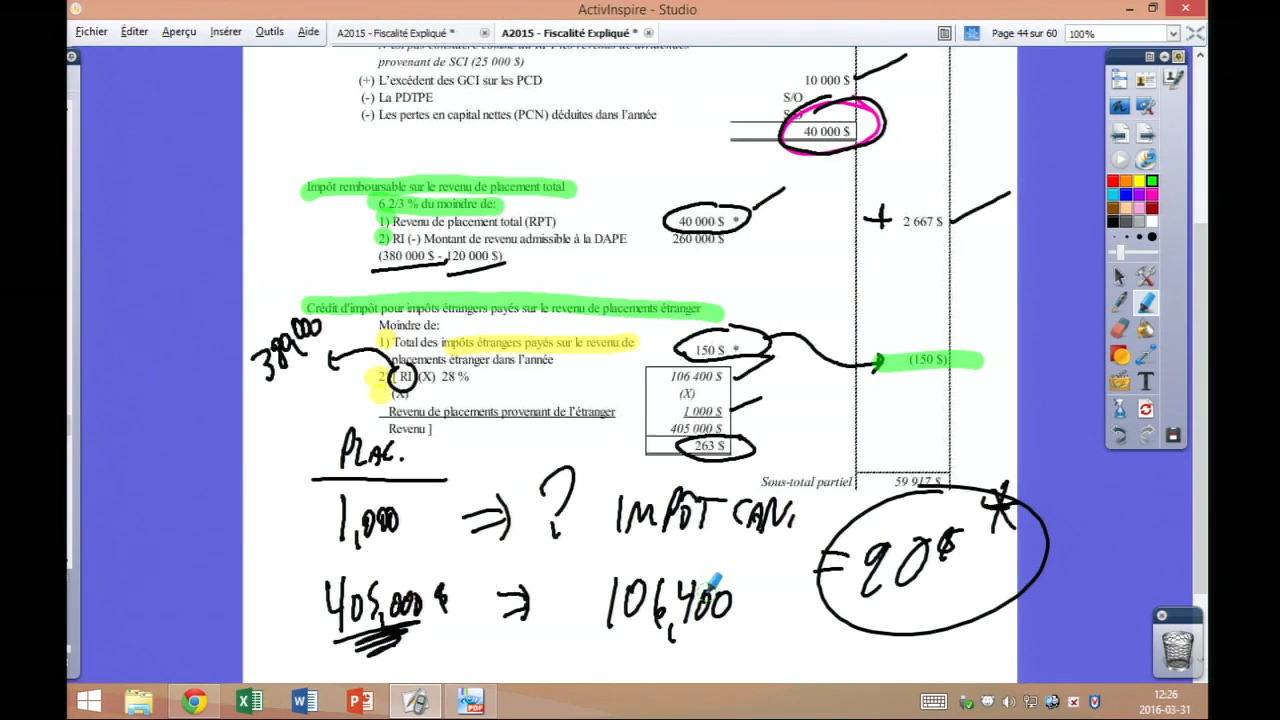 ActivInspire - Studio
Fichier Éditer Aperçu Insérer Outils Aide
A2015 - Fiscalité Expliqué *
A2015 - Fiscalité Expliqué *
Page 44 sur 60
100%
provenant de SCI (25 000 $)
(+) L'excédent des GCI sur les PCD 10 000 $
(-) La PDTPE S/O
(-) Les pertes en capital nettes (PCN) déduites dans l'année
40 000 $
Impôt remboursable sur le revenu de placement total
6 2/3 % du moindre de:
1) Revenu de placement total (RPT) 40 000 $ * + 2 667 $
2) RI (-) Montant de revenu admissible à la DAPE 260 000 $
(380 000 $ - 120 000 $)
Crédit d'impôt pour impôts étrangers payés sur le revenu de placements étranger
Moindre de:
380,000
1) Total des impôts étrangers payés sur le revenu de 150 $ *
placements étranger dans l'année (150 $)
2) [ RI (X) 28 % 106 400 $
(X) (X)
Revenu de placements provenant de l'étranger 1 000 $
Revenu ] 405 000 $
263 $
PLAC.
Sous-total partiel 59 917 $
1,000 ⇒ ? IMPÔT CAN.
= 90$ *
405,000 $ ⇒ 106,400
12:26
2016-03-31